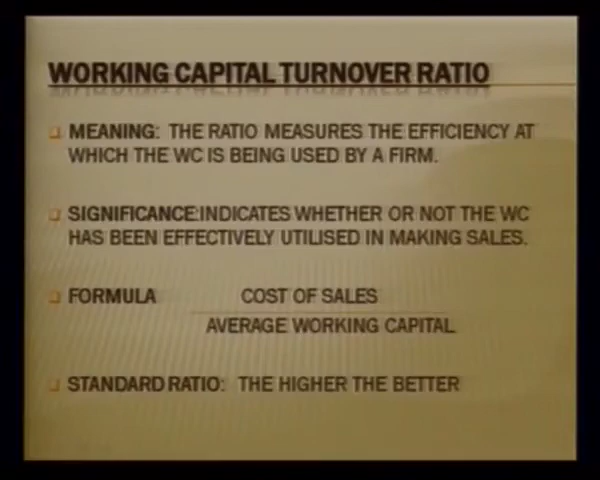 WORKING CAPITAL TURNOVER RATIO
MEANING: THE RATIO MEASURES THE EFFICIENCY AT
WHICH THE WC IS BEING USED BY A FIRM.
SIGNIFICANCE:INDICATES WHETHER OR NOT THE WC
HAS BEEN EFFECTIVELY UTILISED IN MAKING SALES.
FORMULA COST OF SALES
AVERAGE WORKING CAPITAL
STANDARD RATIO: THE HIGHER THE BETTER